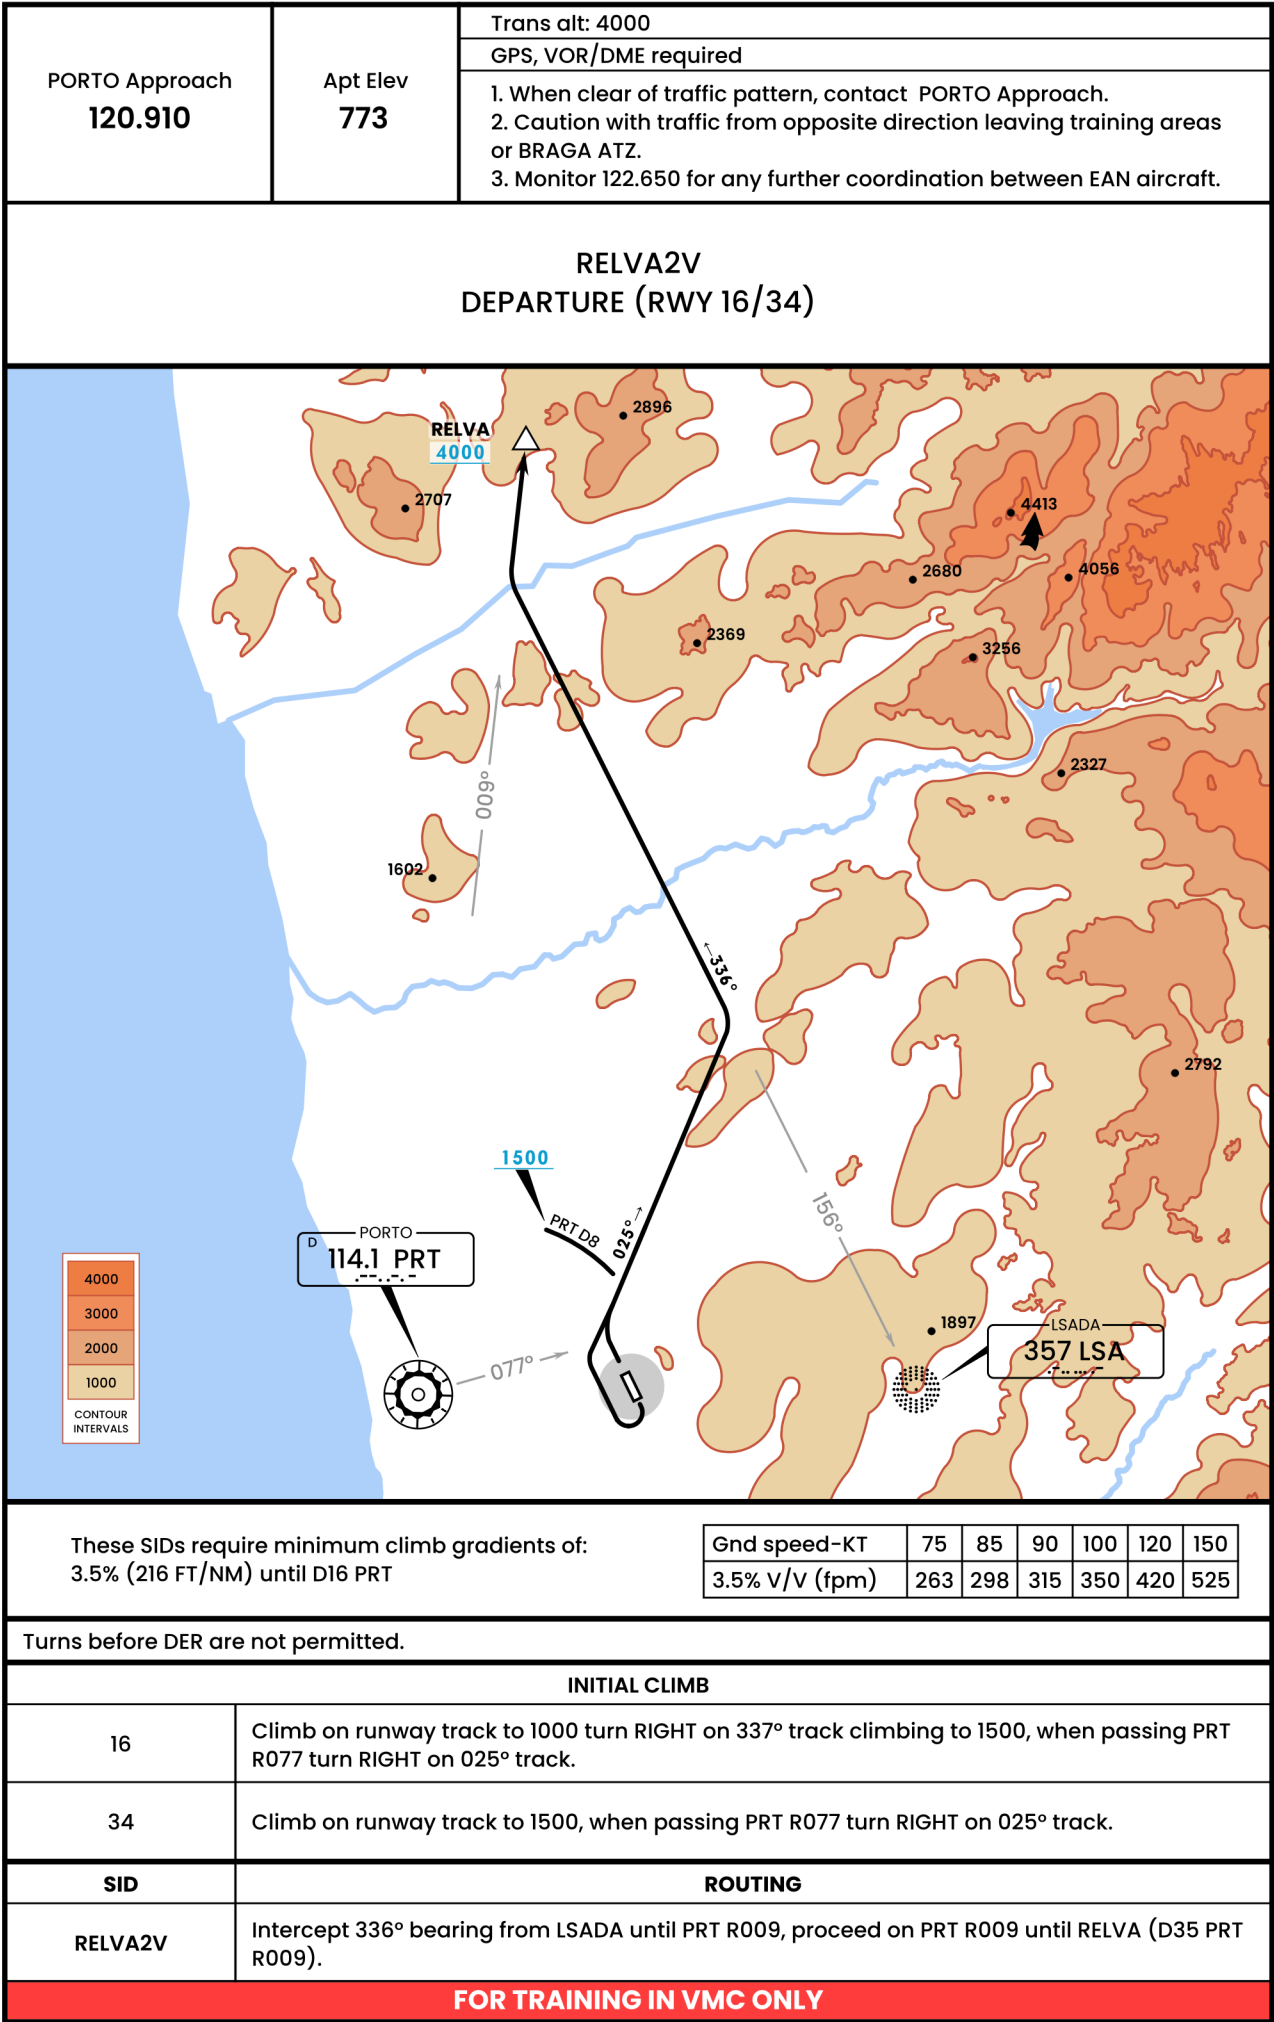 PORTO Approach
120.910
Apt Elev
773
Trans alt: 4000
GPS, VOR/DME required
1. When clear of traffic pattern, contact PORTO Approach.
2. Caution with traffic from opposite direction leaving training areas
or BRAGA ATZ.
3. Monitor 122.650 for any further coordination between EAN aircraft.
RELVA2V
DEPARTURE (RWY 16/34)
2896
RELVA
4000
2707
4413
2680
4056
2369
3256
2327
009º
1602
←336°
2792
1500
PRT D8
025°→
156º
PORTO
D
114.1 PRT
4000
3000
2000
1000
CONTOUR
INTERVALS
077º
1897
LSADA
357 LSA
These SIDs require minimum climb gradients of:
3.5% (216 FT/NM) until D16 PRT
Gnd speed-KT 75 85 90 100 120 150
3.5% V/V (fpm) 263 298 315 350 420 525
Turns before DER are not permitted.
INITIAL CLIMB
16
Climb on runway track to 1000 turn RIGHT on 337º track climbing to 1500, when passing PRT
R077 turn RIGHT on 025º track.
34
Climb on runway track to 1500, when passing PRT R077 turn RIGHT on 025º track.
SID
ROUTING
RELVA2V
Intercept 336º bearing from LSADA until PRT R009, proceed on PRT R009 until RELVA (D35 PRT
R009).
FOR TRAINING IN VMC ONLY